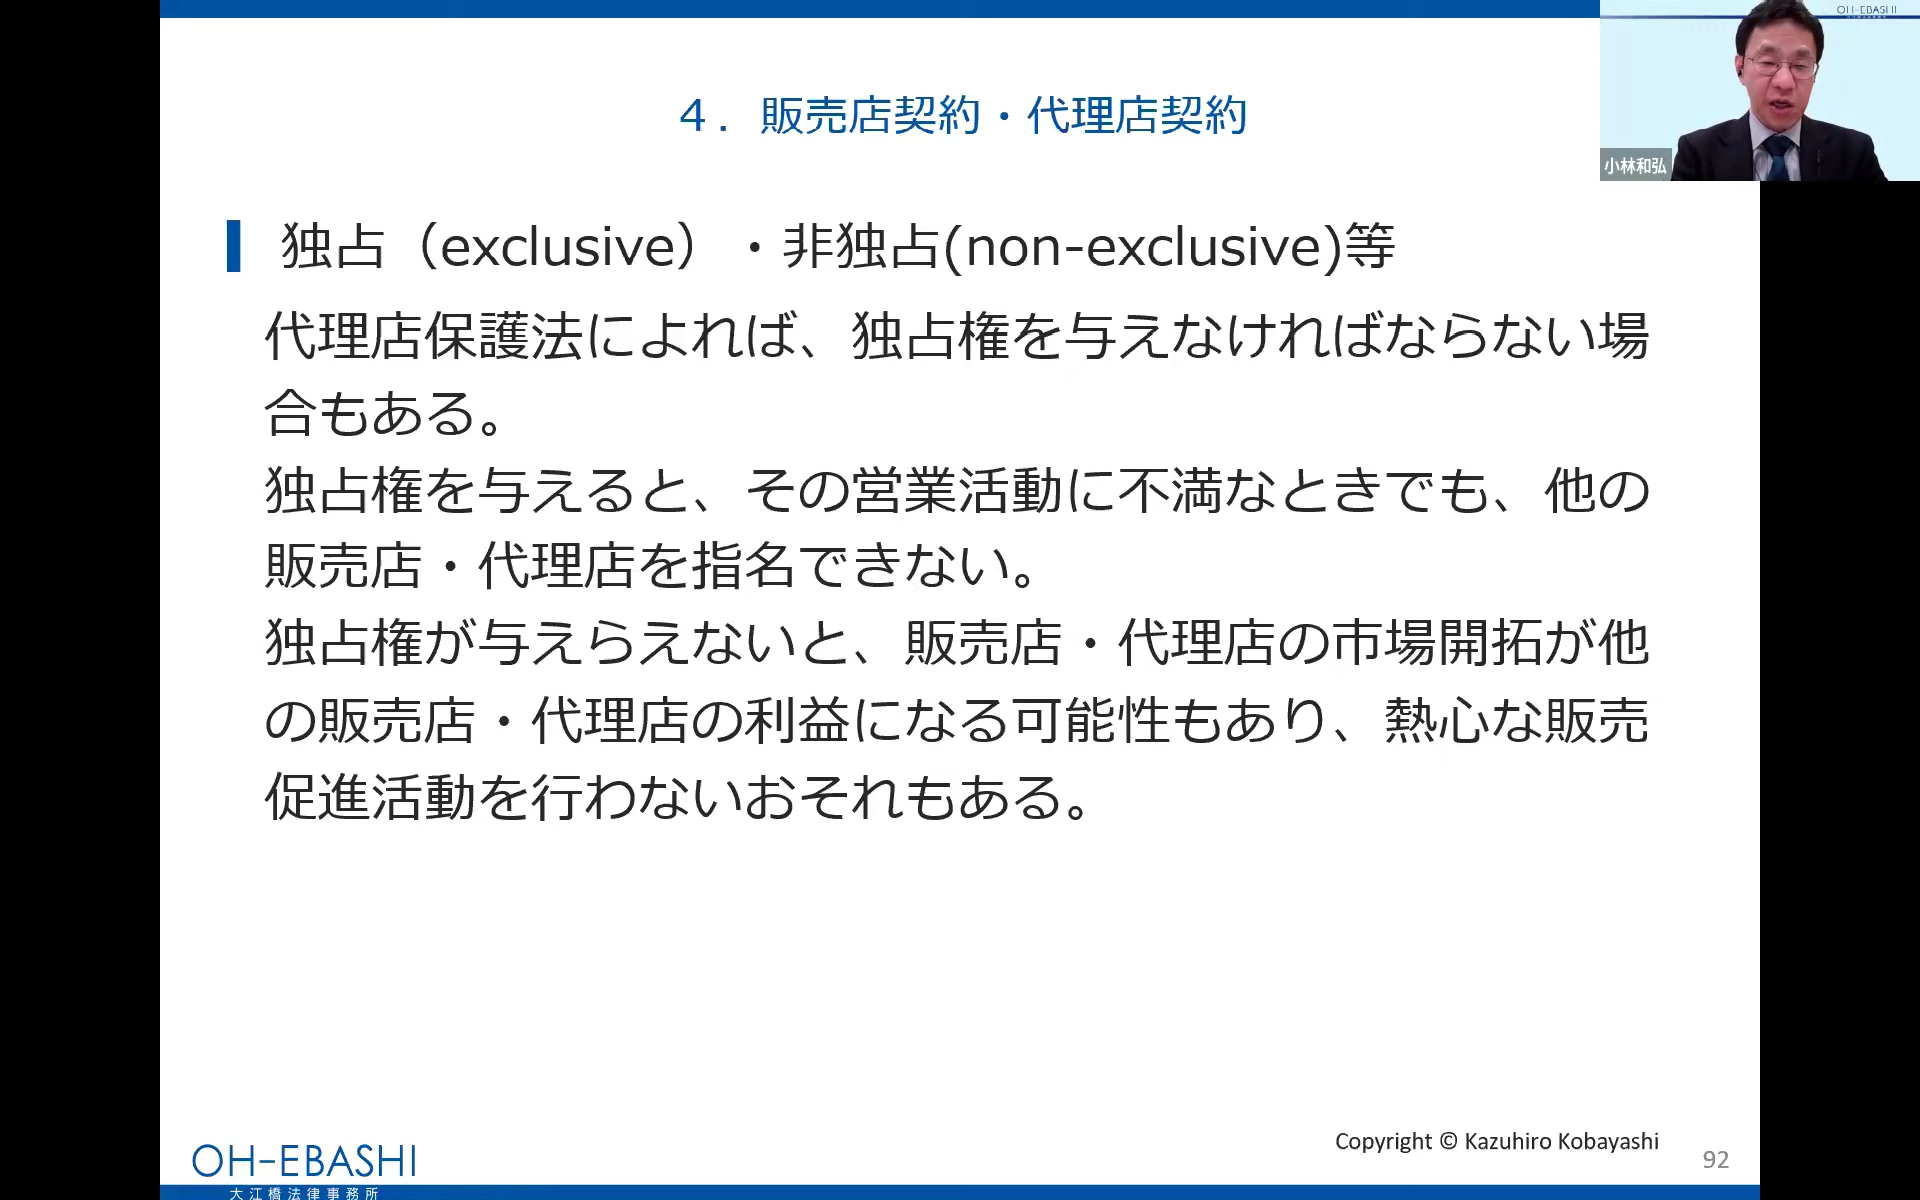 OH-EBASHI
小林和弘
４．販売店契約・代理店契約
独占（exclusive）・非独占(non-exclusive)等
代理店保護法によれば、独占権を与えなければならない場
合もある。
独占権を与えると、その営業活動に不満なときでも、他の
販売店・代理店を指名できない。
独占権が与えらえないと、販売店・代理店の市場開拓が他
の販売店・代理店の利益になる可能性もあり、熱心な販売
促進活動を行わないおそれもある。
Copyright © Kazuhiro Kobayashi
92
OH-EBASHI
大江橋法律事務所